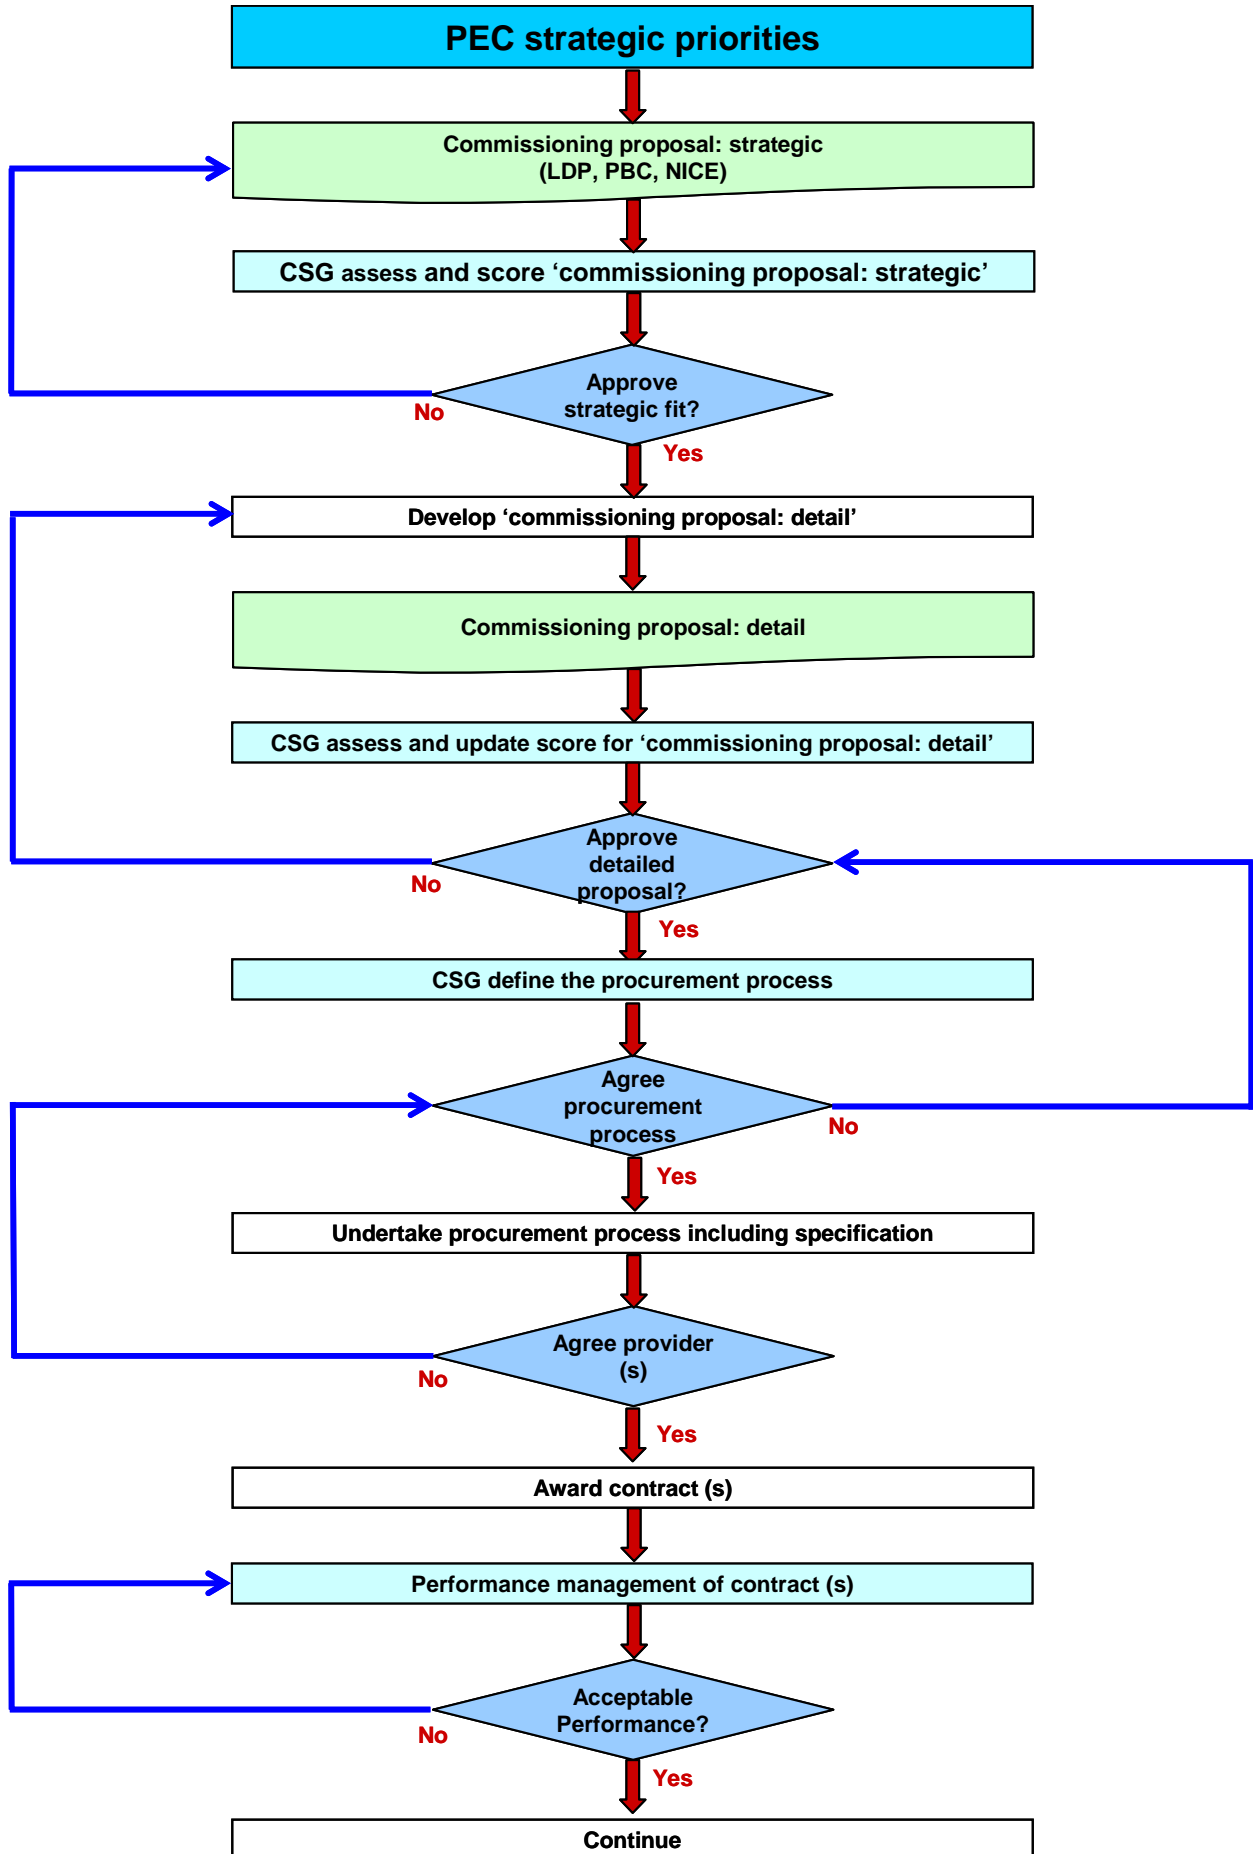 PEC strategic priorities
Commissioning proposal: strategic
(LDP, PBC, NICE)
CSG assess and score ‘commissioning proposal: strategic’
Approve
strategic fit?
No
Yes
Develop ‘commissioning proposal: detail’
Commissioning proposal: detail
CSG assess and update score for ‘commissioning proposal: detail’
Approve
detailed
proposal?
No
Yes
CSG define the procurement process
Agree
procurement
process
No
Yes
Undertake procurement process including specification
Agree provider
(s)
No
Yes
Award contract (s)
Performance management of contract (s)
Acceptable
Performance?
No
Yes
Continue